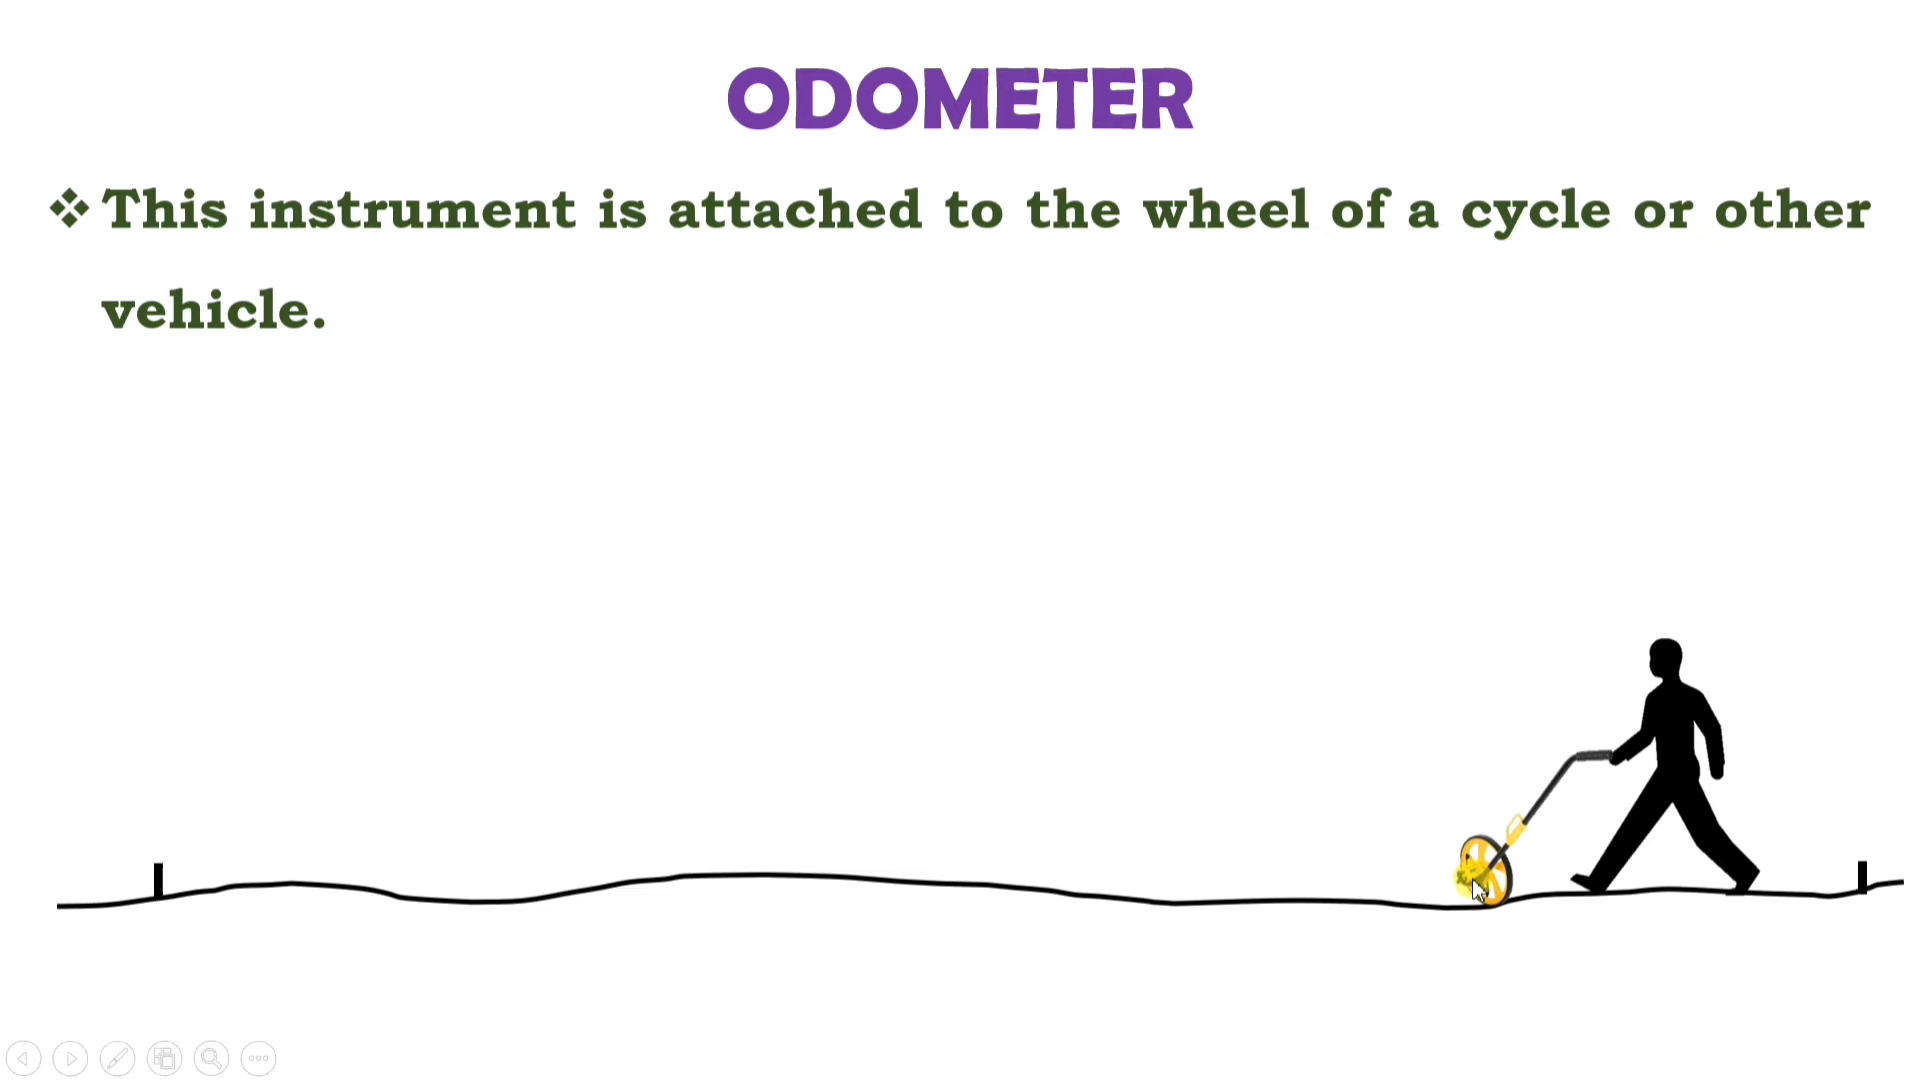 ODOMETER
❖ This instrument is attached to the wheel of a cycle or other
vehicle.